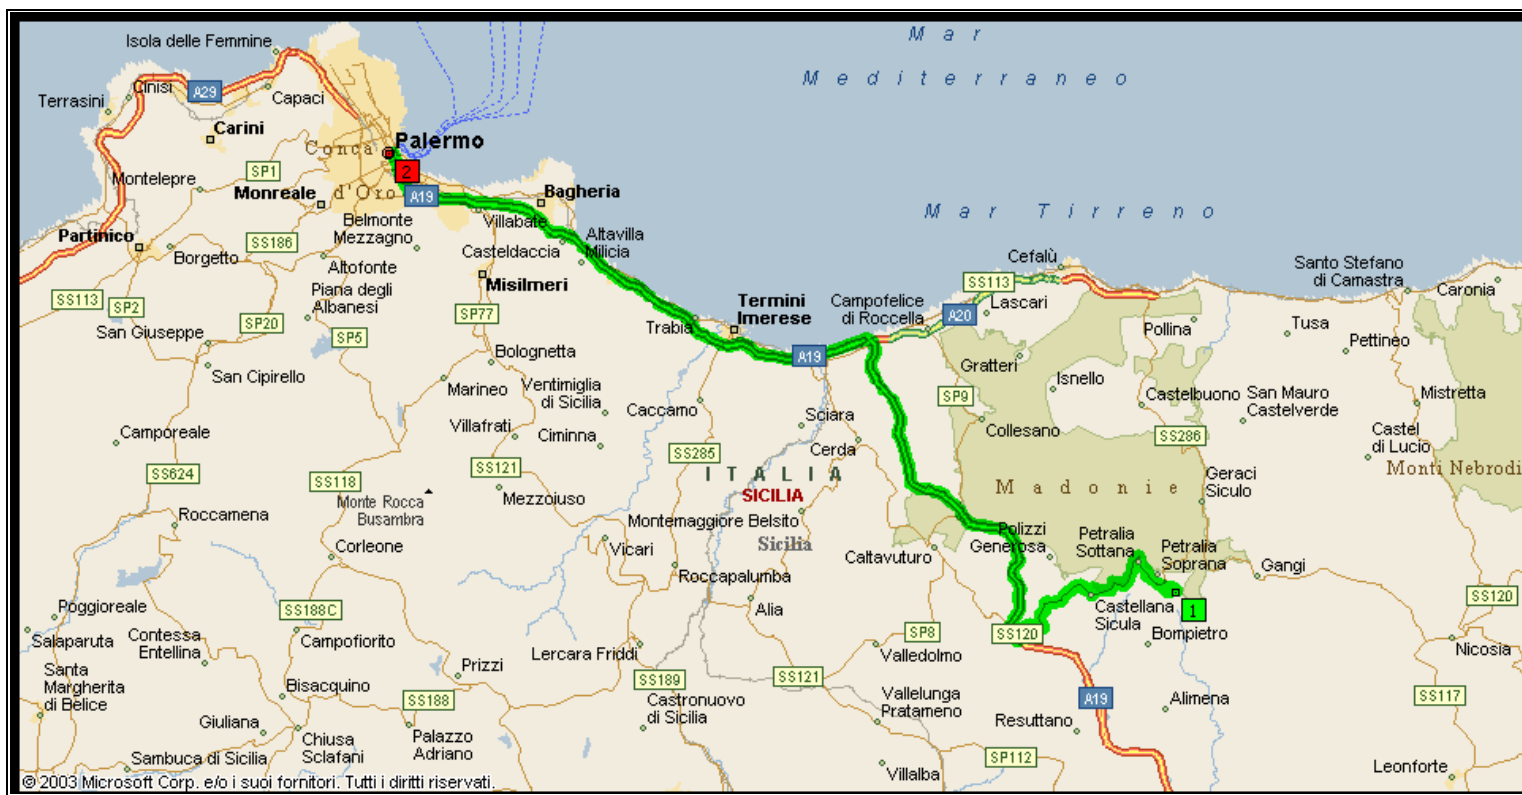 Mar
Isola delle Femmine
Mediterraneo
Cinisi
A29
Terrasini
Capaci
Carini
Palermo
Conca
SP1
2
Montelepre
Monreale
d'Oro
A19
Bagheria
Mar Tirreno
Villabate
Belmonte
Mezzagno
Partinico
SS186
Borgetto
Casteldaccia
Altavilla
Milicia
Cefalù
Altofonte
Santo Stefano
di Camastra
Misilmeri
Piana degli
Albanesi
SS113
SP2
SS113
Caronia
Lascari
Termini
Imerese
Campofelice
di Roccella
A20
SP77
Trabia
SP20
San Giuseppe
SP5
Pollina
Tusa
Pettineo
Bolognetta
A19
Gratteri
San Cipirello
Marineo
Isnello
Ventimiglia
di Sicilia
Castelbuono
San Mauro
Castelverde
Mistretta
SP9
Caccamo
Sciara
Villafrati
Collesano
Camporeale
Ciminna
SS286
Castel
di Lucio
Cerda
SS285
SS121
ITALIA
Monti Nebrodi
SS624
Geraci
Siculo
SS118
Madonie
SICILIA
Mezzoiuso
Monte Rocca
Busambra
Roccamena
Montemaggiore Belsito
Polizzi
Generosa
Petralia
Sottana
Petralia
Soprana
Sicilia
Corleone
Vicari
Caltavuturo
Gangi
Roccapalumba
SS120
Poggioreale
SS188C
Alia
Castellana
Sicula
1
Salaparuta
Contessa
Entellina
Campofiorito
SP8
SS120
Bompietro
Nicosia
Lercara Friddi
Valledolmo
Santa
Margherita
di Belice
Prizzi
SS189
SS121
Bisacquino
SS188
Castronuovo
di Sicilia
Vallelunga
Pratameno
A19
Alimena
SS117
Giuliana
Resuttano
Chiusa
Sclafani
Palazzo
Adriano
SP112
Sambuca di Sicilia
Villalba
Leonforte
© 2003 Microsoft Corp. e/o i suoi fornitori. Tutti i diritti riservati.